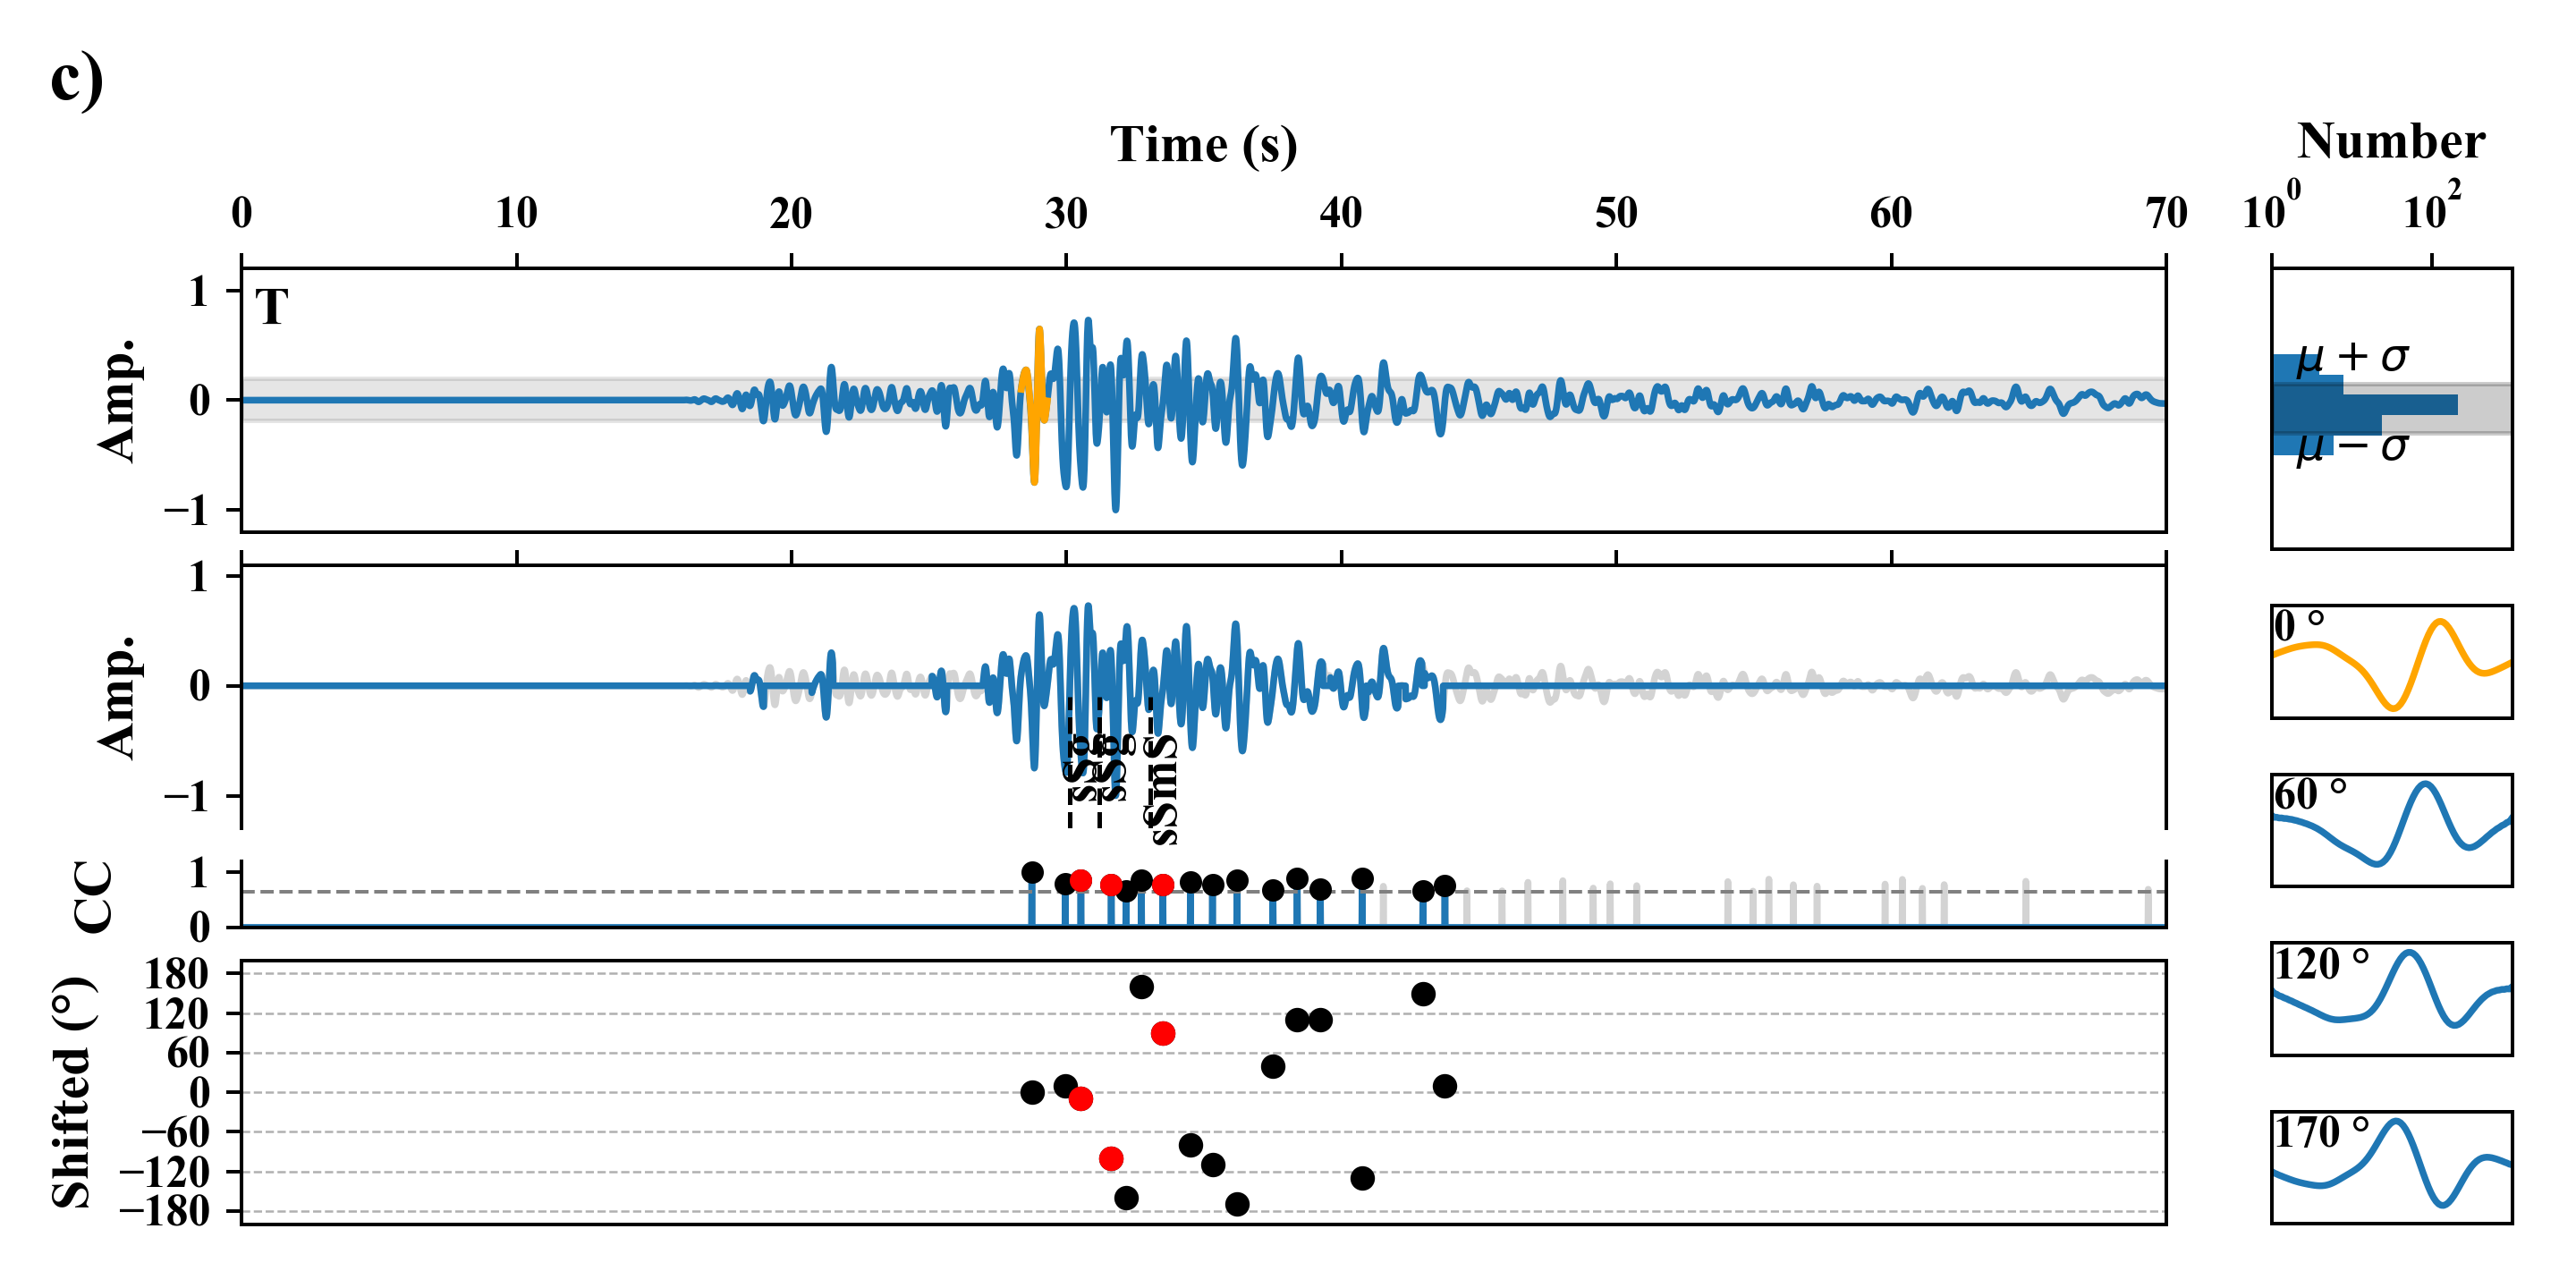 c)
Time (s)
Number
0 10 20 30 40 50 60 70
10^0 10^2
T
Amp.
1
0
−1
μ + σ
μ − σ
Amp.
1
0
−1
sSmS
0 °
60 °
CC
1
0
120 °
Shifted (°)
180
120
60
0
−60
−120
−180
170 °